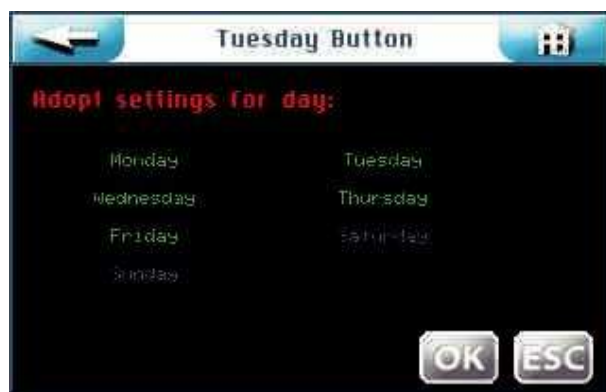 Tuesday Button
Adopt settings for day:
Monday Tuesday
Wednesday Thursday
Friday Saturday
Sunday
OK ESC